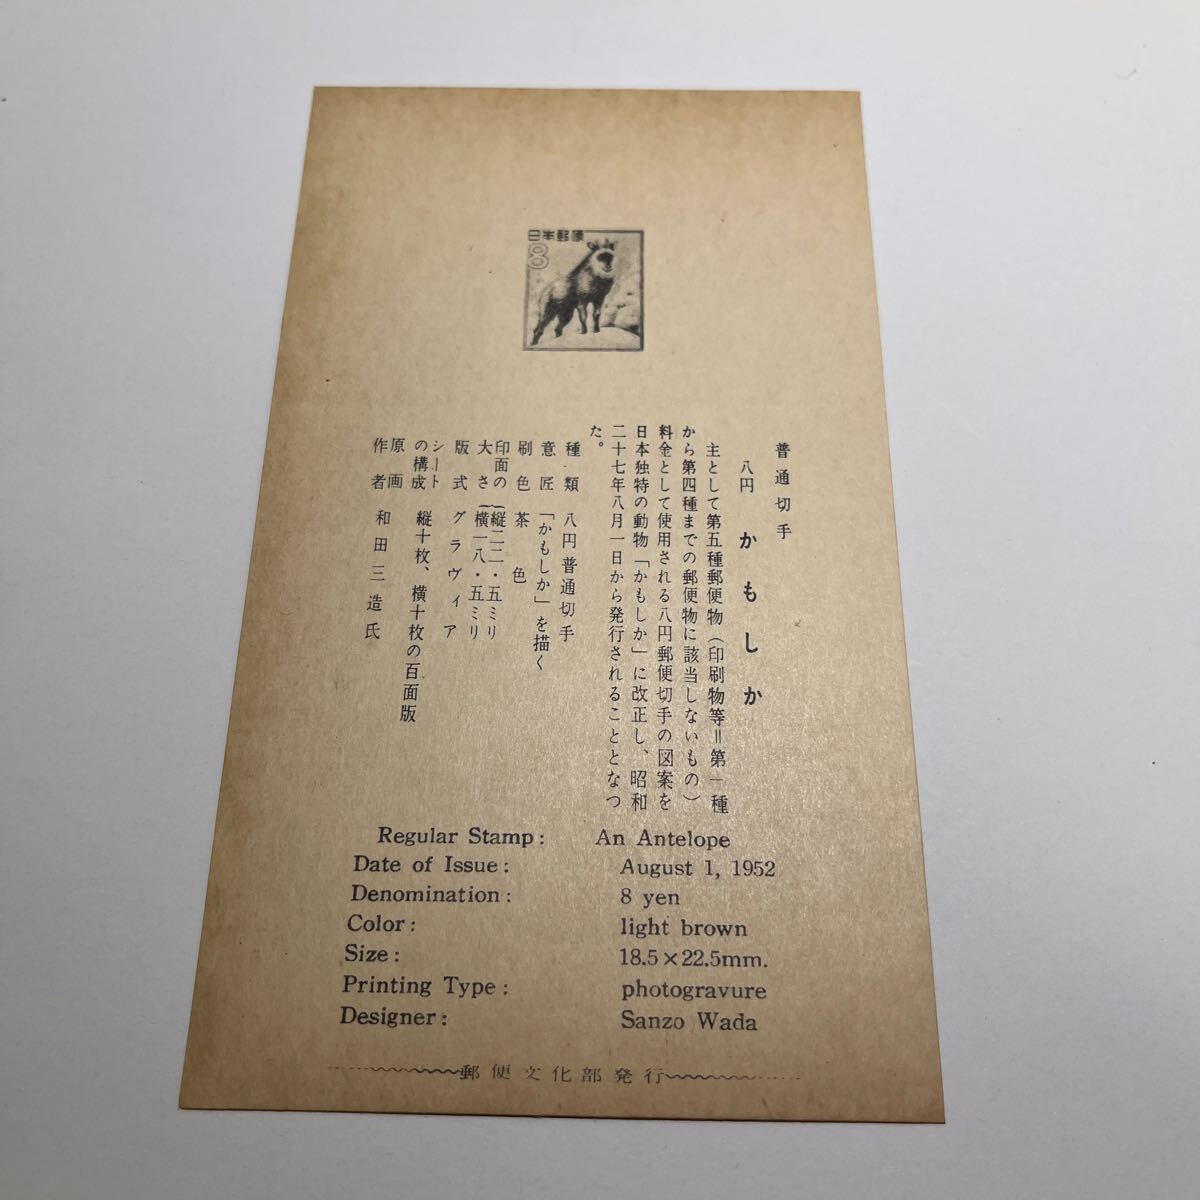 日本郵便
8
普通切手
八円 かもしか
主として第五種郵便物(印刷物等=第一種
から第四種までの郵便物に該当しないもの)
料金として使用される八円郵便切手の図案を
日本独特の動物「かもしか」に改正し、昭和
二十七年八月一日から発行されることとなつ
た。
種類 八円普通切手
意匠 「かもしか」を描く
刷色 茶色
印面の大さ {縦二二・五ミリ
横一八・五ミリ
版式 グラヴィア
シートの構成 縦十枚、横十枚の百面版
原画作者 和田三造氏
Regular Stamp: An Antelope
Date of Issue: August 1, 1952
Denomination: 8 yen
Color: light brown
Size: 18.5×22.5mm.
Printing Type: photogravure
Designer: Sanzo Wada
郵便文化部発行